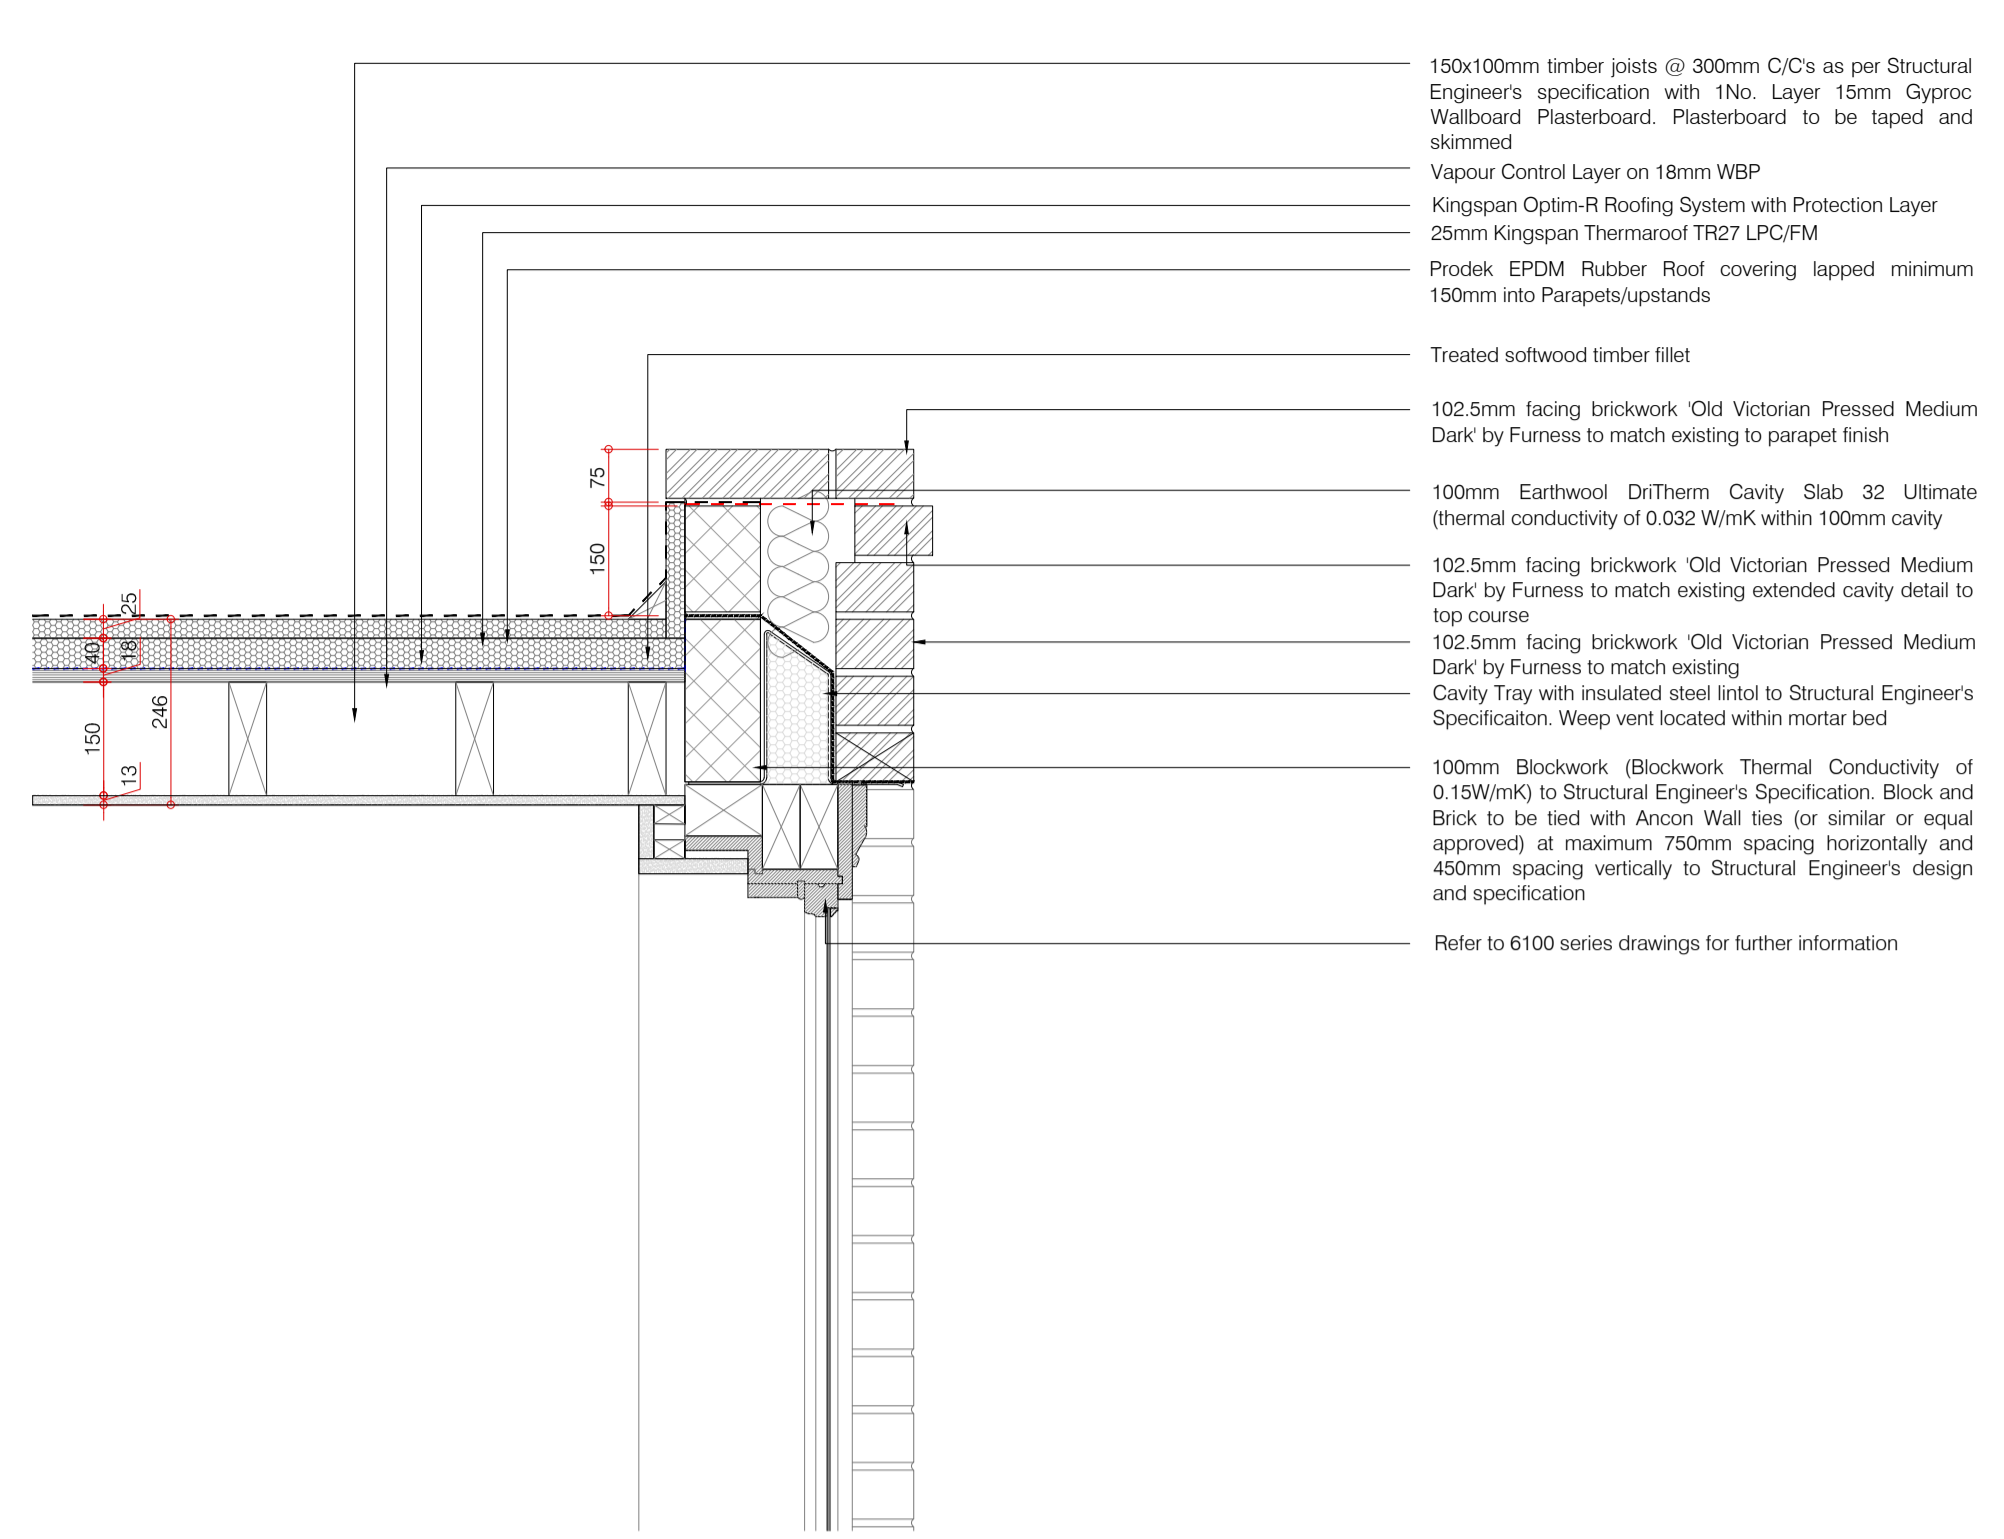 150x100mm timber joists @ 300mm C/C's as per Structural
Engineer's specification with 1No. Layer 15mm Gyproc
Wallboard Plasterboard. Plasterboard to be taped and
skimmed
Vapour Control Layer on 18mm WBP
Kingspan Optim-R Roofing System with Protection Layer
25mm Kingspan Thermaroof TR27 LPC/FM
Prodek EPDM Rubber Roof covering lapped minimum
150mm into Parapets/upstands
Treated softwood timber fillet
102.5mm facing brickwork 'Old Victorian Pressed Medium
Dark' by Furness to match existing to parapet finish
100mm Earthwool DriTherm Cavity Slab 32 Ultimate
(thermal conductivity of 0.032 W/mK within 100mm cavity
102.5mm facing brickwork 'Old Victorian Pressed Medium
Dark' by Furness to match existing extended cavity detail to
top course
102.5mm facing brickwork 'Old Victorian Pressed Medium
Dark' by Furness to match existing
Cavity Tray with insulated steel lintol to Structural Engineer's
Specificaiton. Weep vent located within mortar bed
100mm Blockwork (Blockwork Thermal Conductivity of
0.15W/mK) to Structural Engineer's Specification. Block and
Brick to be tied with Ancon Wall ties (or similar or equal
approved) at maximum 750mm spacing horizontally and
450mm spacing vertically to Structural Engineer's design
and specification
Refer to 6100 series drawings for further information
75
150
25
40
18
246
150
13